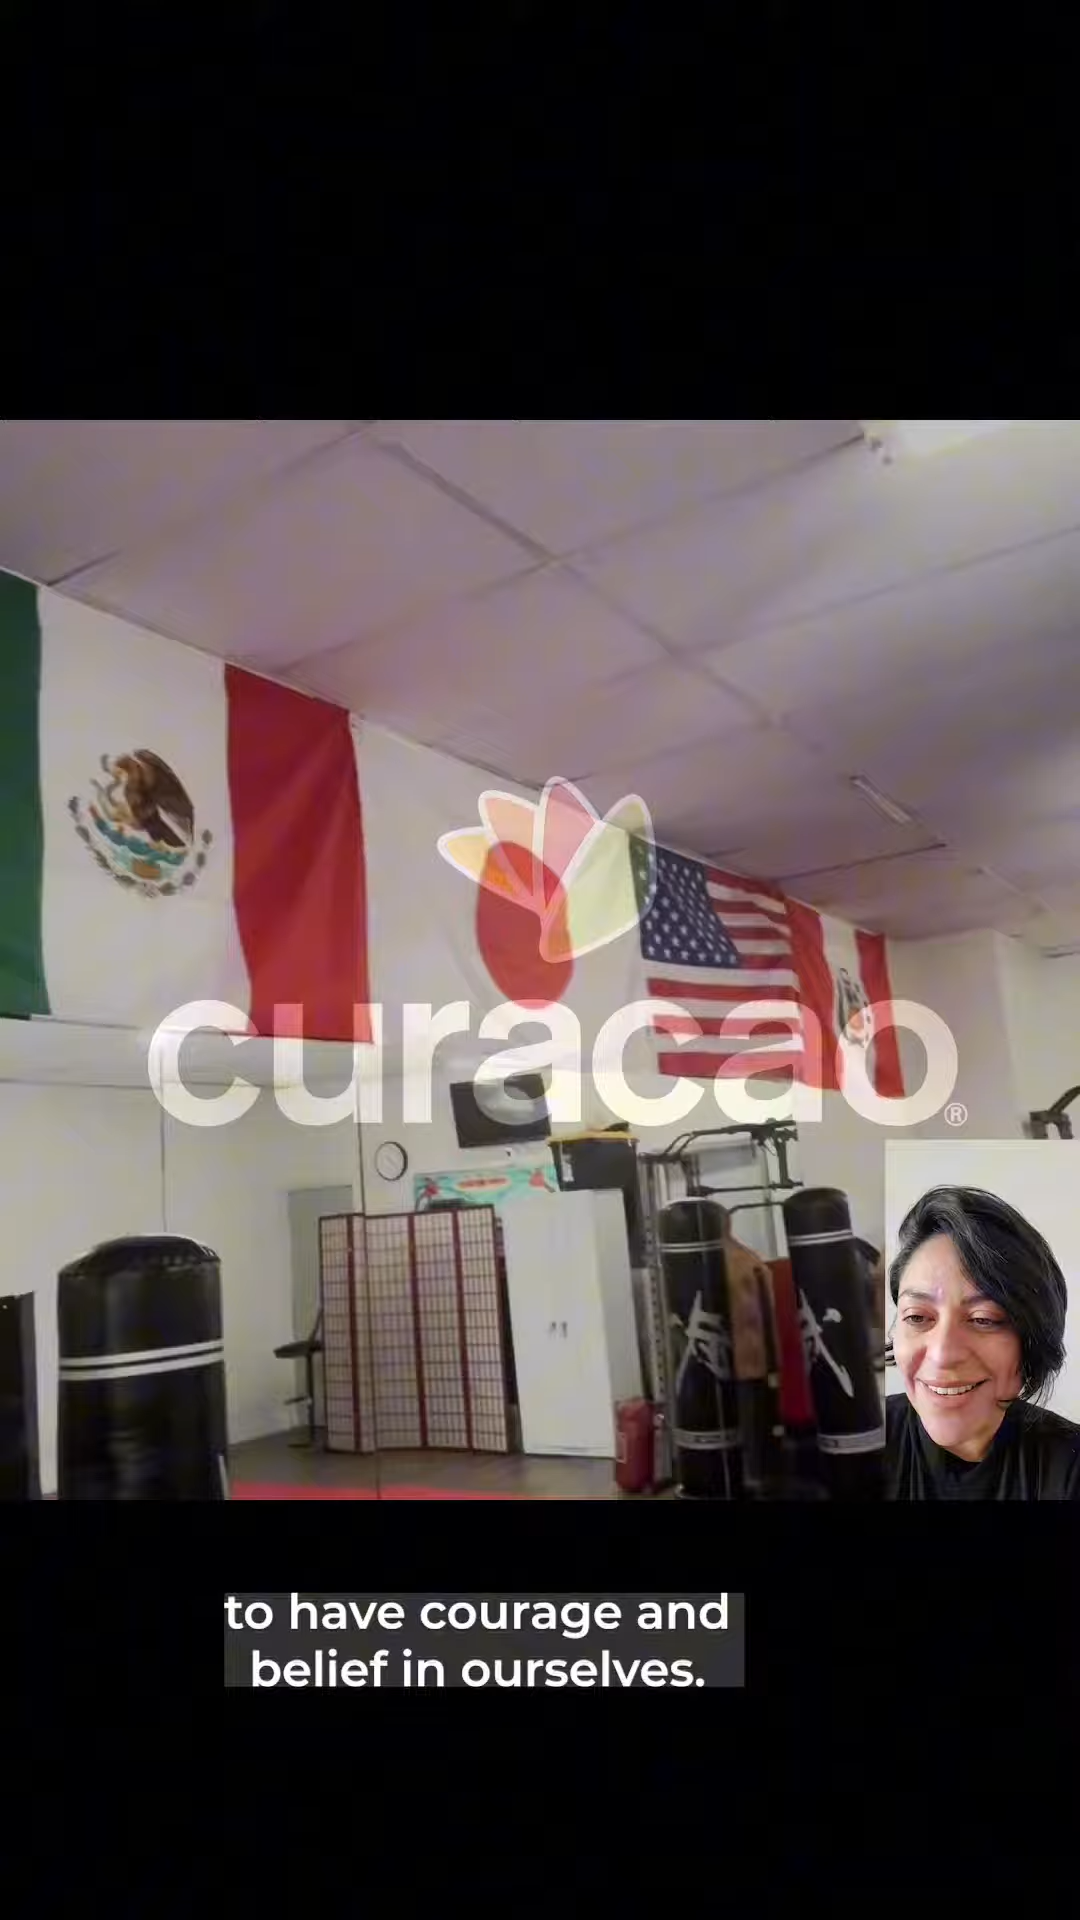 curacao®
to have courage and
belief in ourselves.